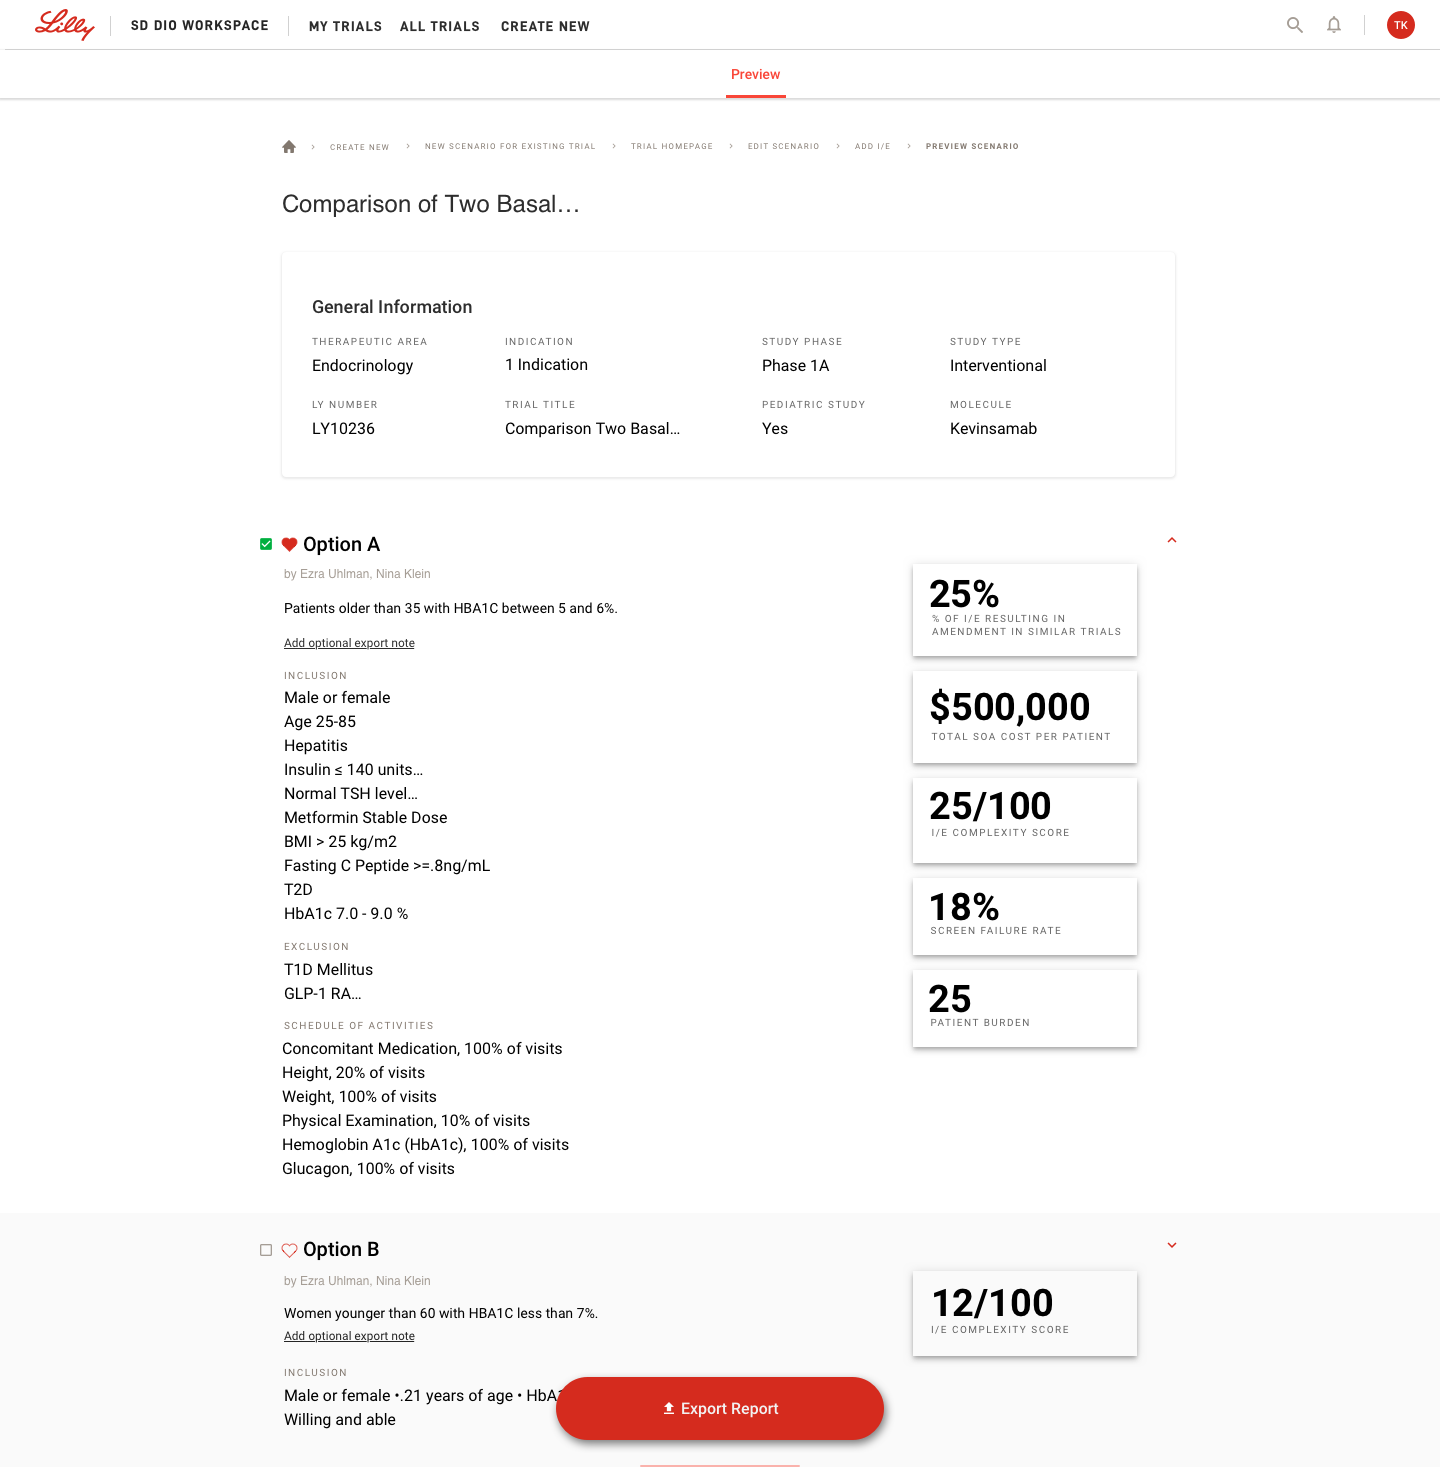 Lilly
SD DIO WORKSPACE
MY TRIALS
ALL TRIALS
CREATE NEW
TK
Preview
CREATE NEW > NEW SCENARIO FOR EXISTING TRIAL > TRIAL HOMEPAGE > EDIT SCENARIO > ADD I/E > PREVIEW SCENARIO
Comparison of Two Basal...
General Information
THERAPEUTIC AREA
Endocrinology
INDICATION
1 Indication
STUDY PHASE
Phase 1A
STUDY TYPE
Interventional
LY NUMBER
LY10236
TRIAL TITLE
Comparison Two Basal...
PEDIATRIC STUDY
Yes
MOLECULE
Kevinsamab
Option A
by Ezra Uhlman, Nina Klein
Patients older than 35 with HBA1C between 5 and 6%.
Add optional export note
INCLUSION
Male or female
Age 25-85
Hepatitis
Insulin ≤ 140 units...
Normal TSH level...
Metformin Stable Dose
BMI > 25 kg/m2
Fasting C Peptide >=.8ng/mL
T2D
HbA1c 7.0 - 9.0 %
EXCLUSION
T1D Mellitus
GLP-1 RA...
SCHEDULE OF ACTIVITIES
Concomitant Medication, 100% of visits
Height, 20% of visits
Weight, 100% of visits
Physical Examination, 10% of visits
Hemoglobin A1c (HbA1c), 100% of visits
Glucagon, 100% of visits
25%
% OF I/E RESULTING IN
AMENDMENT IN SIMILAR TRIALS
$500,000
TOTAL SOA COST PER PATIENT
25/100
I/E COMPLEXITY SCORE
18%
SCREEN FAILURE RATE
25
PATIENT BURDEN
Option B
by Ezra Uhlman, Nina Klein
Women younger than 60 with HBA1C less than 7%.
Add optional export note
INCLUSION
Male or female •.21 years of age •
Willing and able
12/100
I/E COMPLEXITY SCORE
Export Report